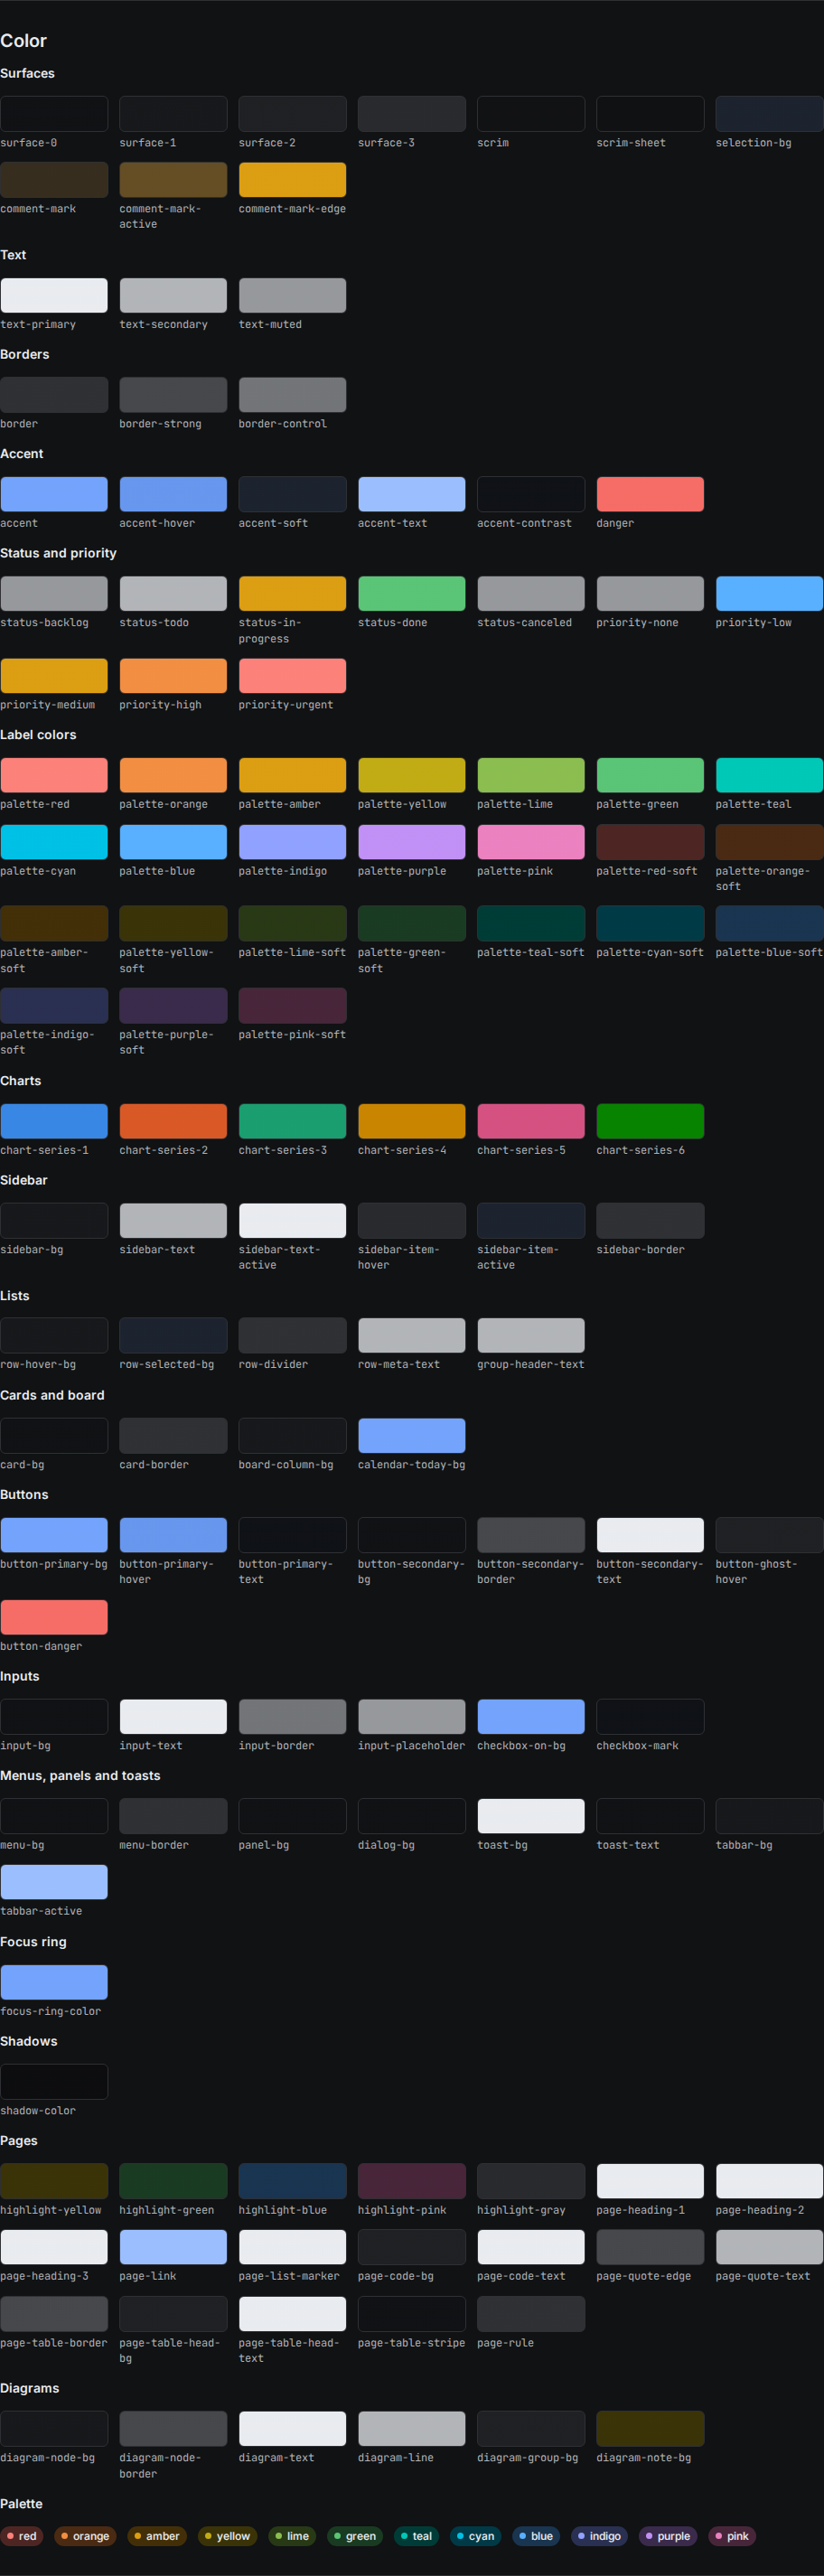 Color
Surfaces
surface-0 surface-1 surface-2 surface-3 scrim scrim-sheet selection-bg
comment-mark comment-mark-active comment-mark-edge
Text
text-primary text-secondary text-muted
Borders
border border-strong border-control
Accent
accent accent-hover accent-soft accent-text accent-contrast danger
Status and priority
status-backlog status-todo status-in-progress status-done status-canceled priority-none priority-low
priority-medium priority-high priority-urgent
Label colors
palette-red palette-orange palette-amber palette-yellow palette-lime palette-green palette-teal
palette-cyan palette-blue palette-indigo palette-purple palette-pink palette-red-soft palette-orange-soft
palette-amber-soft palette-yellow-soft palette-lime-soft palette-green-soft palette-teal-soft palette-cyan-soft palette-blue-soft
palette-indigo-soft palette-purple-soft palette-pink-soft
Charts
chart-series-1 chart-series-2 chart-series-3 chart-series-4 chart-series-5 chart-series-6
Sidebar
sidebar-bg sidebar-text sidebar-text-active sidebar-item-hover sidebar-item-active sidebar-border
Lists
row-hover-bg row-selected-bg row-divider row-meta-text group-header-text
Cards and board
card-bg card-border board-column-bg calendar-today-bg
Buttons
button-primary-bg button-primary-hover button-primary-text button-secondary-bg button-secondary-border button-secondary-text button-ghost-hover
button-danger
Inputs
input-bg input-text input-border input-placeholder checkbox-on-bg checkbox-mark
Menus, panels and toasts
menu-bg menu-border panel-bg dialog-bg toast-bg toast-text tabbar-bg
tabbar-active
Focus ring
focus-ring-color
Shadows
shadow-color
Pages
highlight-yellow highlight-green highlight-blue highlight-pink highlight-gray page-heading-1 page-heading-2
page-heading-3 page-link page-list-marker page-code-bg page-code-text page-quote-edge page-quote-text
page-table-border page-table-head-bg page-table-head-text page-table-stripe page-rule
Diagrams
diagram-node-bg diagram-node-border diagram-text diagram-line diagram-group-bg diagram-note-bg
Palette
red orange amber yellow lime green teal cyan blue indigo purple pink